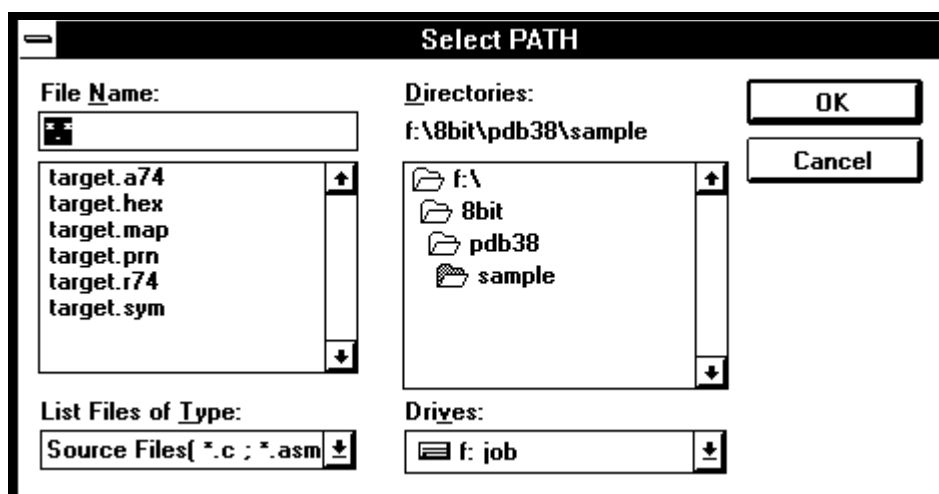 Select PATH
File Name:
*.*
target.a74
target.hex
target.map
target.prn
target.r74
target.sym
List Files of Type:
Source Files( *.c ; *.asm
Directories:
f:\8bit\pdb38\sample
f:\
8bit
pdb38
sample
Drives:
f: job
OK
Cancel